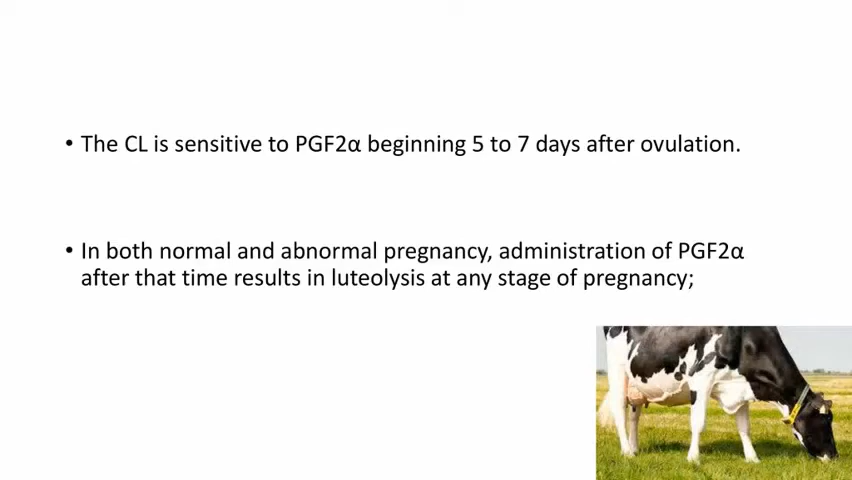 • The CL is sensitive to PGF2α beginning 5 to 7 days after ovulation.
• In both normal and abnormal pregnancy, administration of PGF2α
after that time results in luteolysis at any stage of pregnancy;